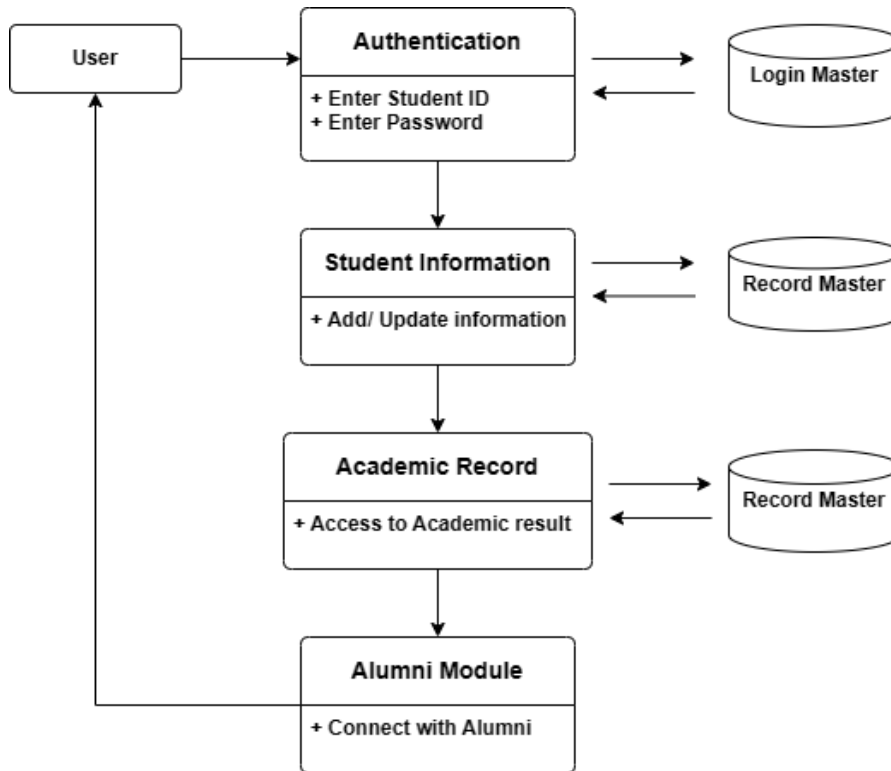 User
Authentication
+ Enter Student ID
+ Enter Password
Login Master
Student Information
+ Add/ Update information
Record Master
Academic Record
+ Access to Academic result
Record Master
Alumni Module
+ Connect with Alumni